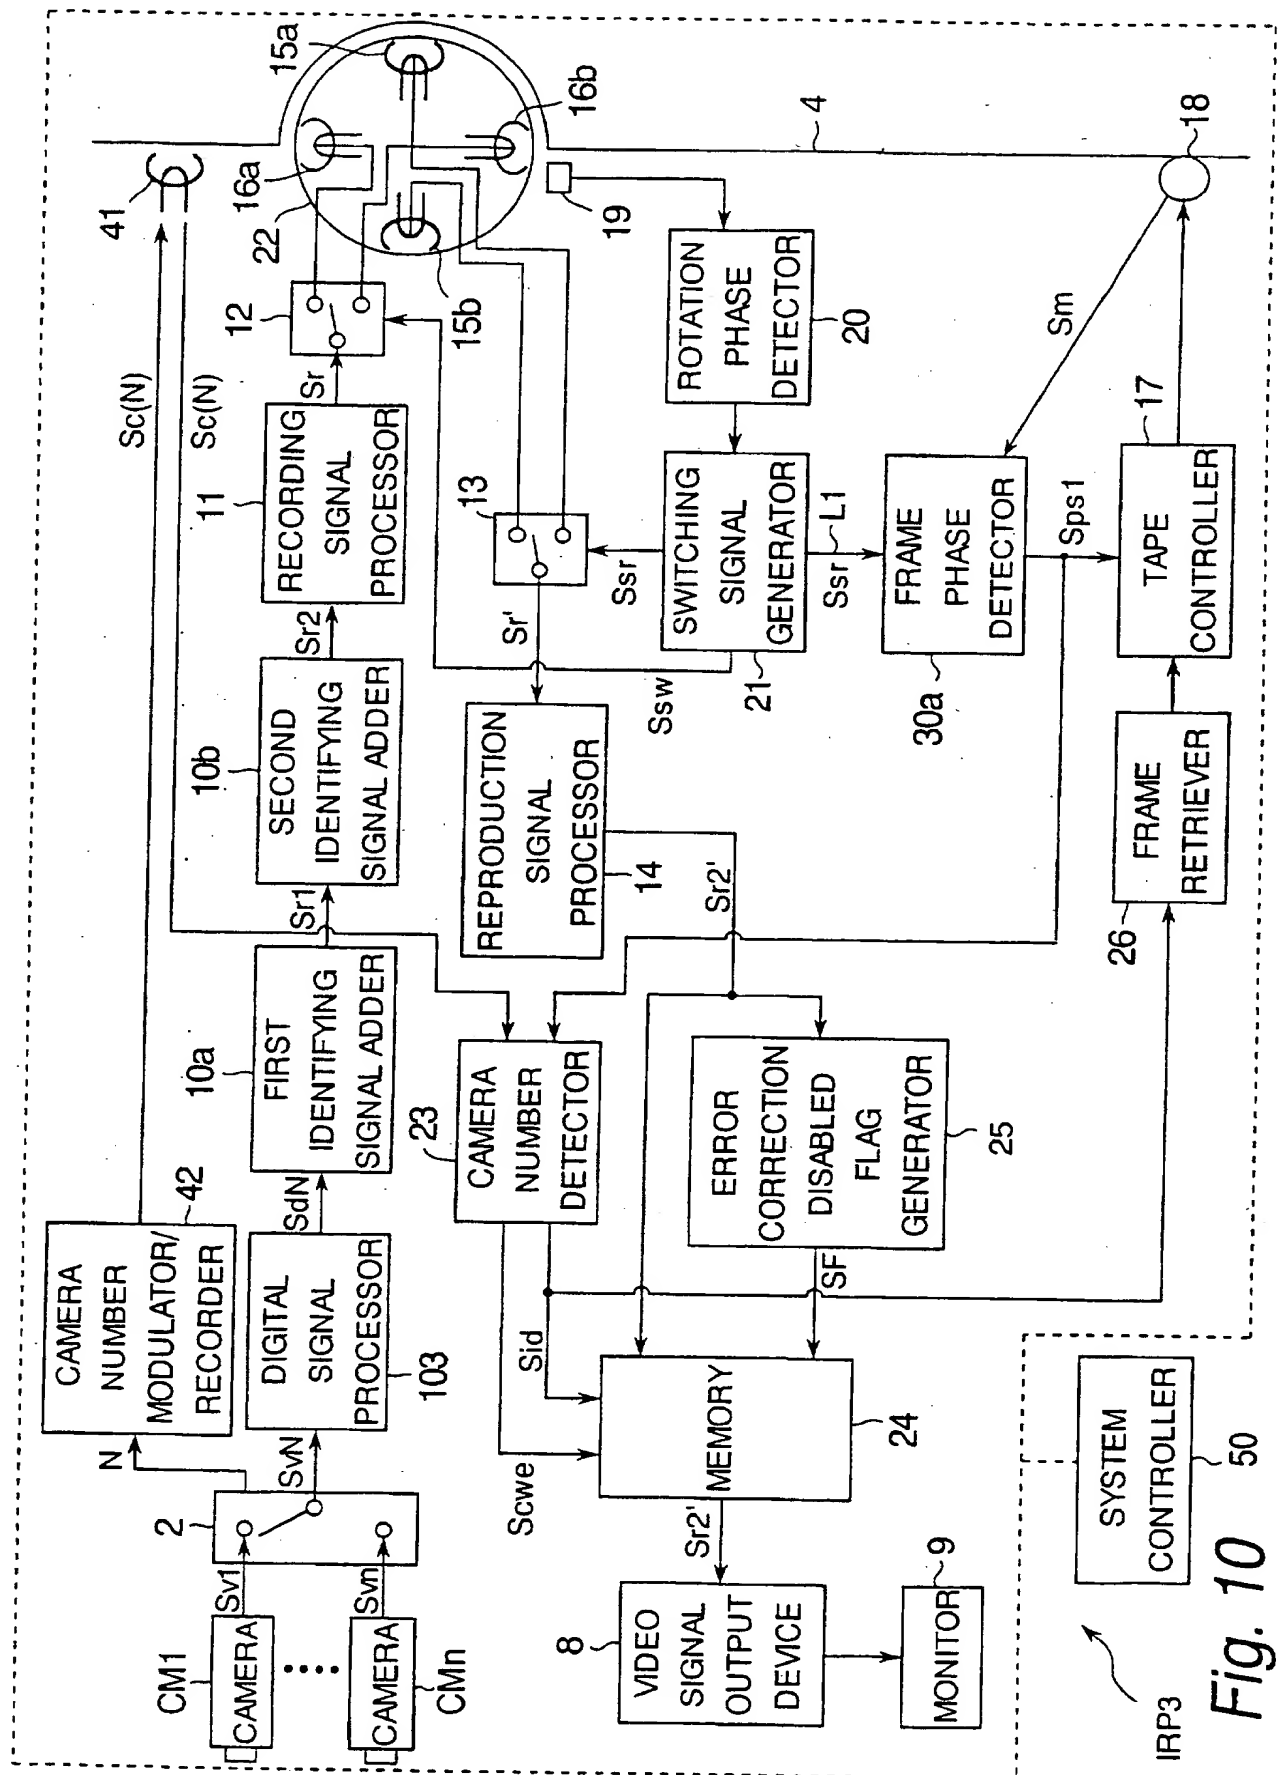 CM1
CAMERA
CAMERA
CMn
Sv1
Svn
2
N
SvN
CAMERA
NUMBER
MODULATOR/
RECORDER
42
DIGITAL
SIGNAL
PROCESSOR
103
SdN
10a
FIRST
IDENTIFYING
SIGNAL ADDER
Sr1
10b
SECOND
IDENTIFYING
SIGNAL ADDER
Sr2
11
RECORDING
SIGNAL
PROCESSOR
Sr
12
Sc(N)
Sc(N)
41
22
16a
15a
16b
15b
19
4
18
13
Sr'
REPRODUCTION
SIGNAL
PROCESSOR
14
Sr2'
Ssw
Ssr
SWITCHING
SIGNAL
GENERATOR
21
ROTATION
PHASE
DETECTOR
20
Ssr
L1
FRAME
PHASE
DETECTOR
30a
Sm
Sps1
17
TAPE
CONTROLLER
FRAME
RETRIEVER
26
23
CAMERA
NUMBER
DETECTOR
ERROR
CORRECTION
DISABLED
FLAG
GENERATOR
25
SF
Sid
Scwe
MEMORY
24
Sr2'
8
VIDEO
SIGNAL
OUTPUT
DEVICE
9
MONITOR
SYSTEM
CONTROLLER
50
IRP3
Fig. 10